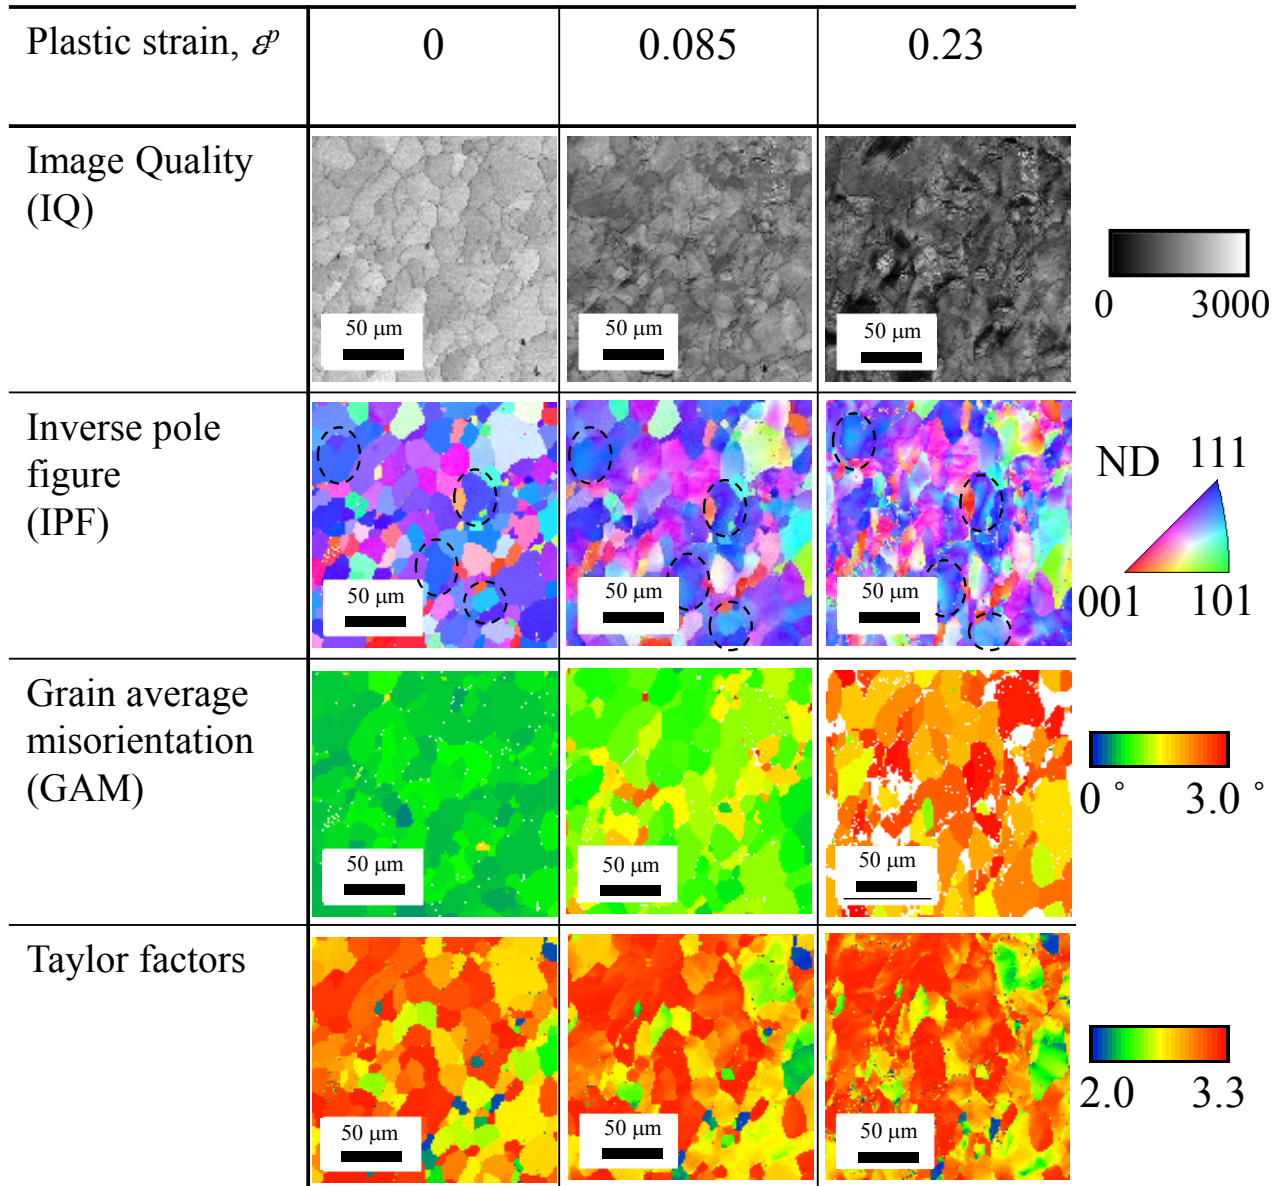 Plastic strain, εᵖ
0
0.085
0.23
Image Quality
(IQ)
50 μm
50 μm
50 μm
0
3000
Inverse pole
figure
(IPF)
50 μm
50 μm
50 μm
ND
111
001
101
Grain average
misorientation
(GAM)
50 μm
50 μm
50 μm
0 °
3.0 °
Taylor factors
50 μm
50 μm
50 μm
2.0
3.3